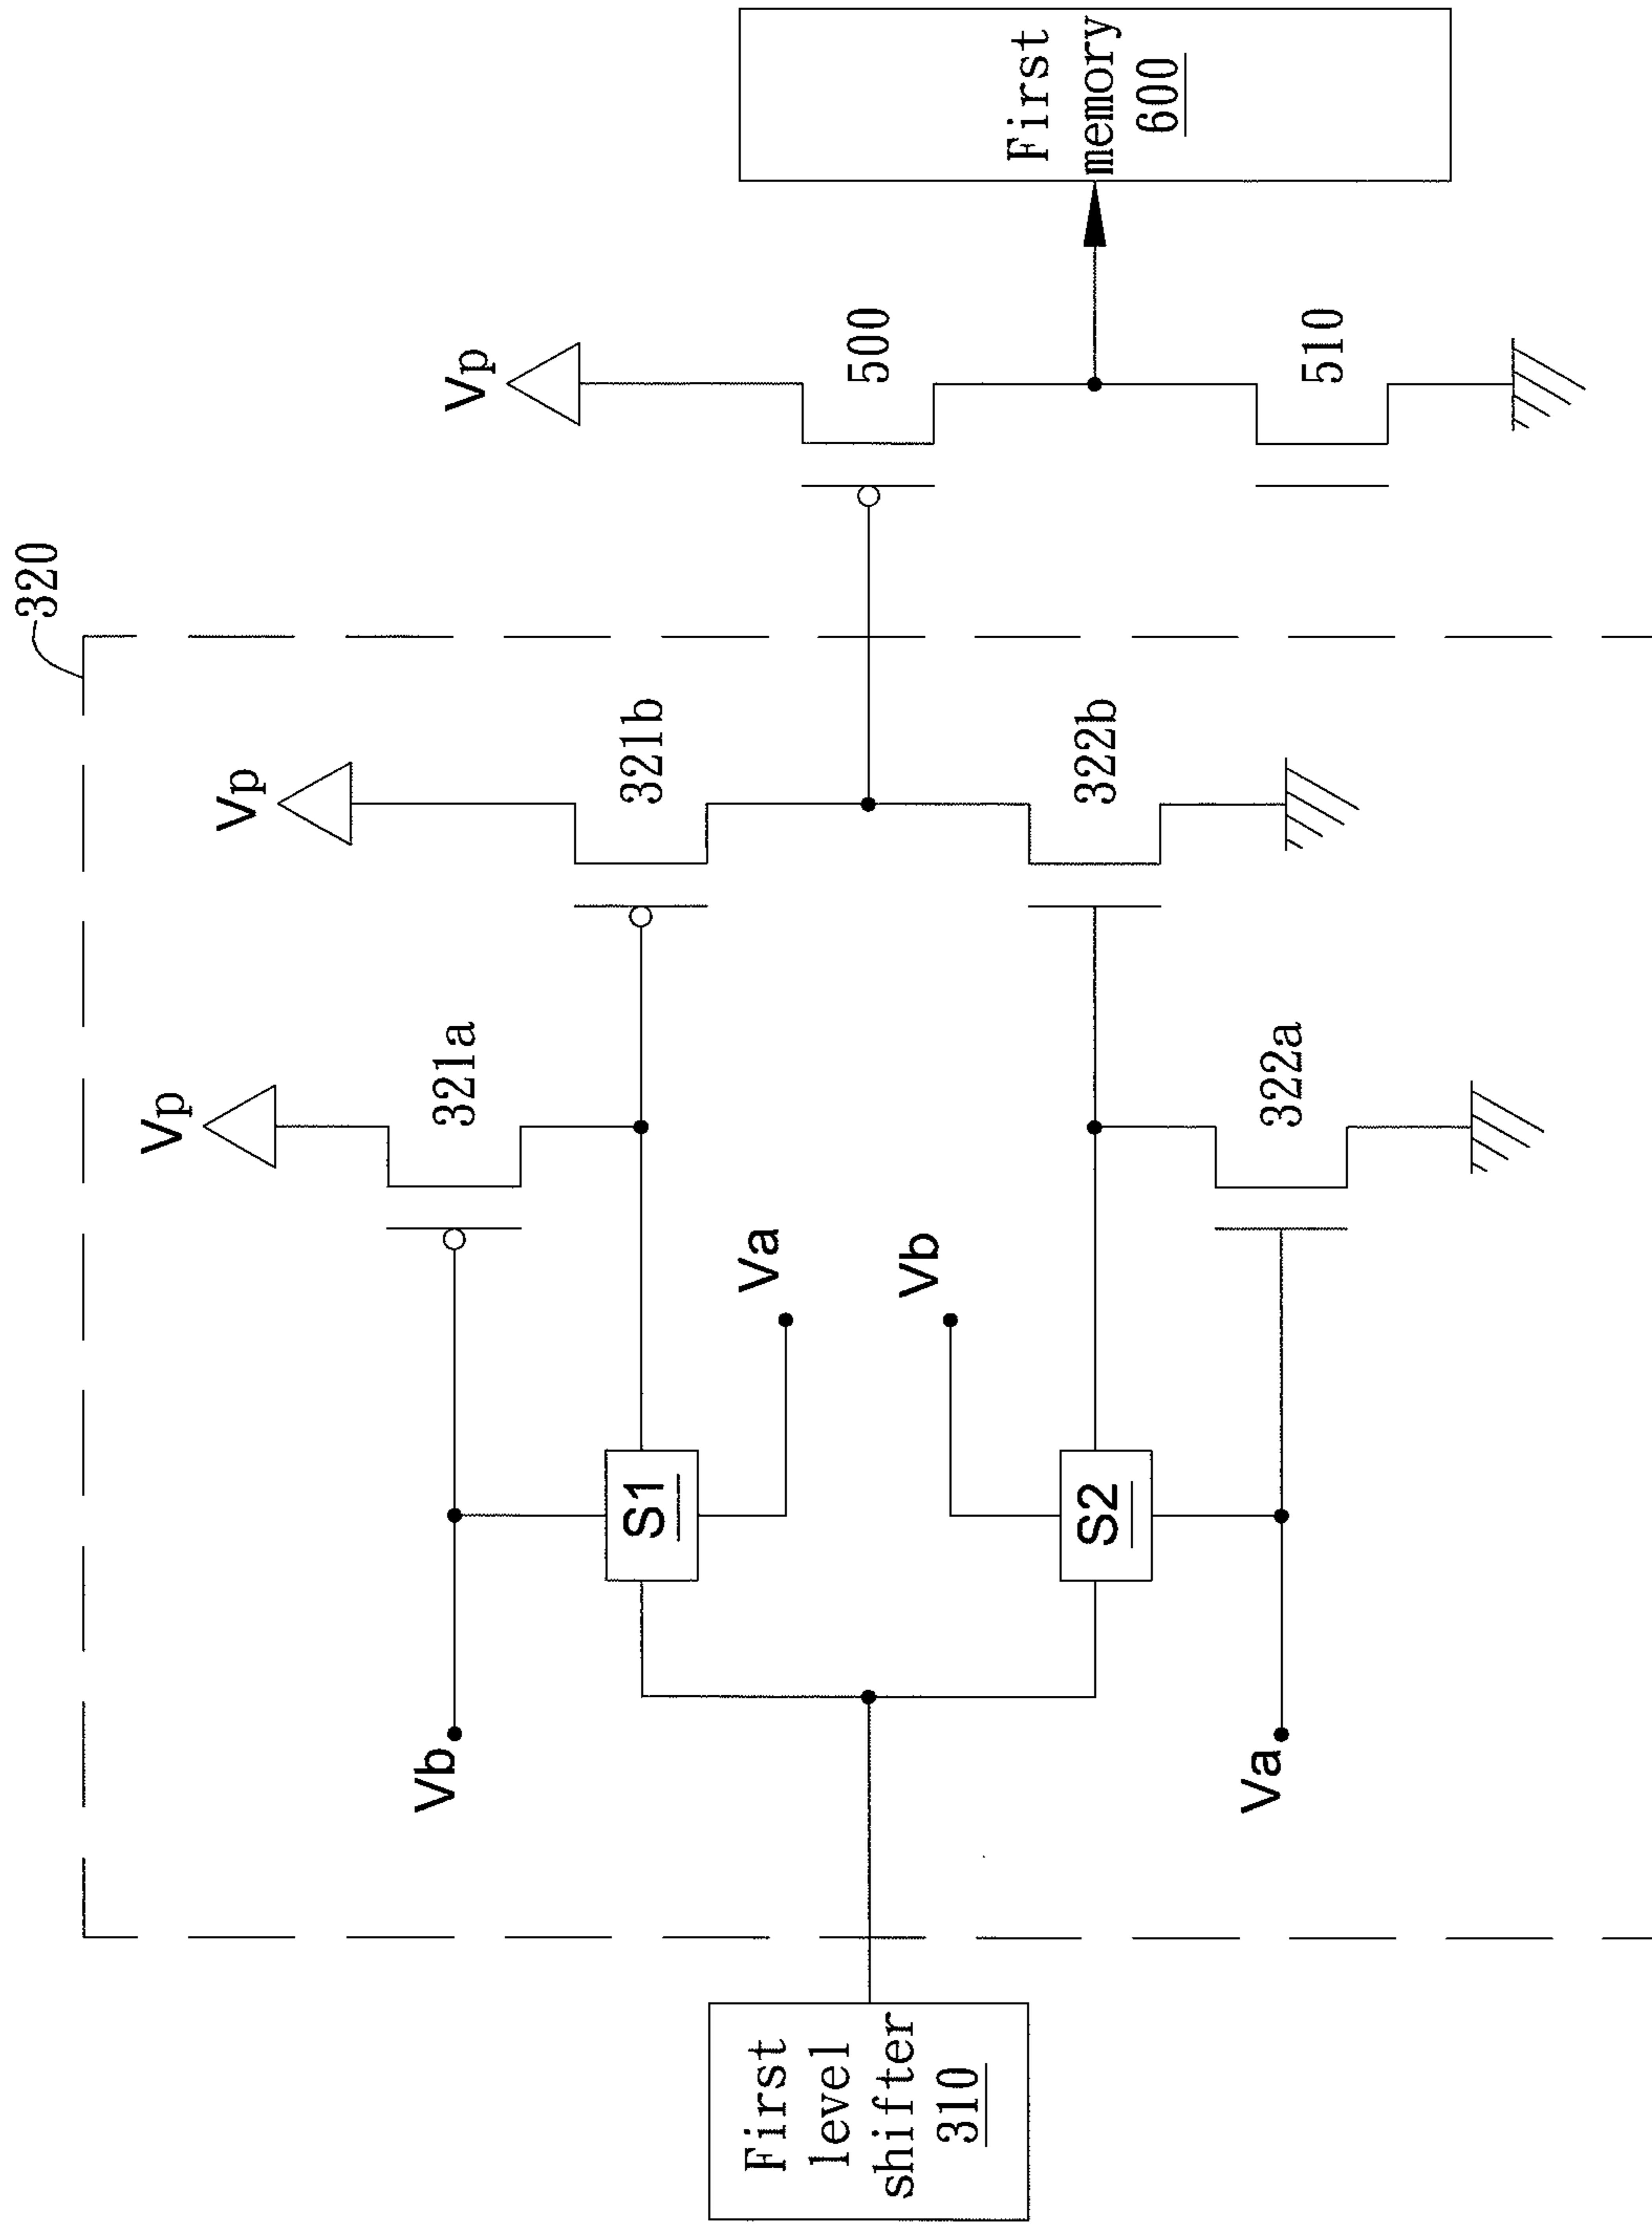 320
Vp
Vp
Vp
321a
321b
500
Vb
S1
Va
First
level
shifter
310
First
memory
600
Vb
S2
Va
322a
322b
510